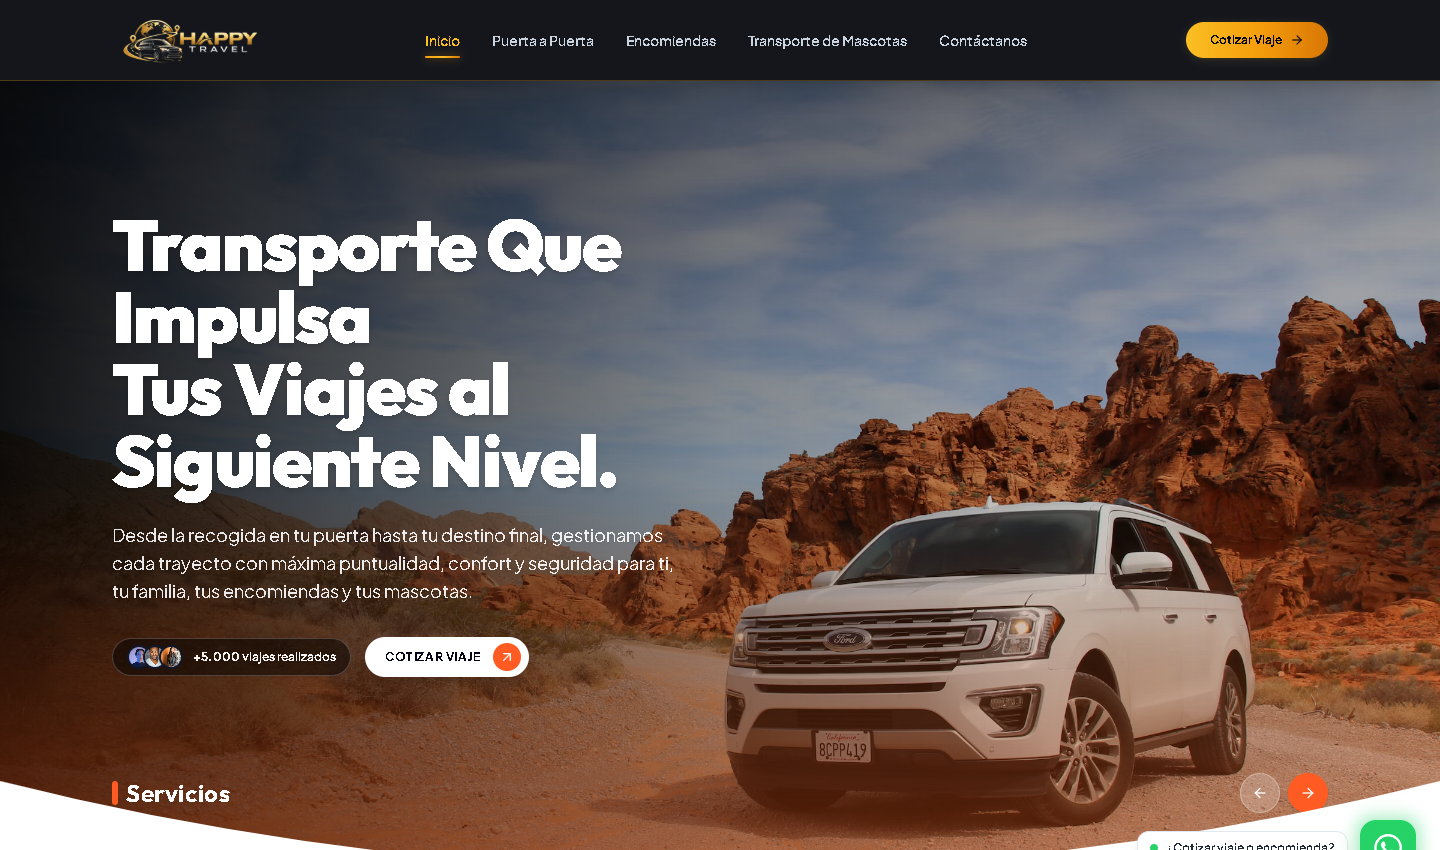 HAPPY
TRAVEL
Inicio
Puerta a Puerta
Encomiendas
Transporte de Mascotas
Contáctanos
Cotizar Viaje
Transporte Que
Impulsa
Tus Viajes al
Siguiente Nivel.
Desde la recogida en tu puerta hasta tu destino final, gestionamos
cada trayecto con máxima puntualidad, confort y seguridad para ti,
tu familia, tus encomiendas y tus mascotas.
+5.000 viajes realizados
COTIZAR VIAJE
Ford
California
8CPP419
Servicios
¿Cotizar viaje o encomienda?